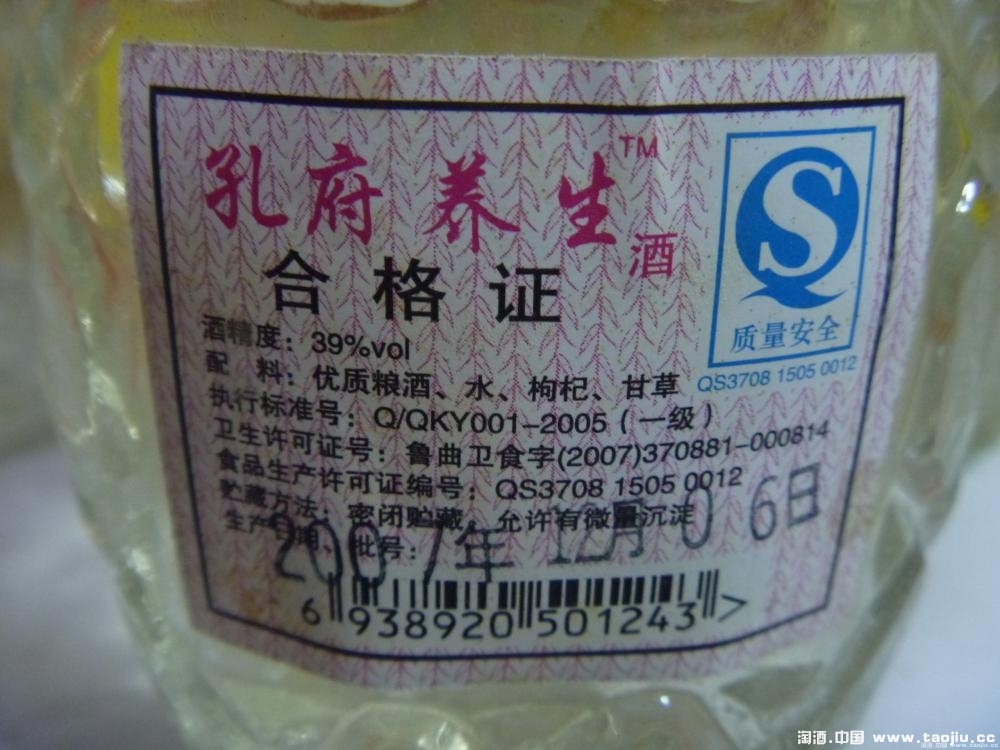 孔府养生™
酒
合格证
质量安全
QS3708 1505 0012
酒精度：39%vol
配　料：优质粮酒、水、枸杞、甘草
执行标准号：Q/QKY001-2005（一级）
卫生许可证号：鲁曲卫食字(2007)370881-000814
食品生产许可证编号：QS3708 1505 0012
贮藏方法：密闭贮藏、允许有微量沉淀
生产日期、批号：
2007年 12月 06日
6 938920 501243 >
淘酒.中国 www.taojiu.cc